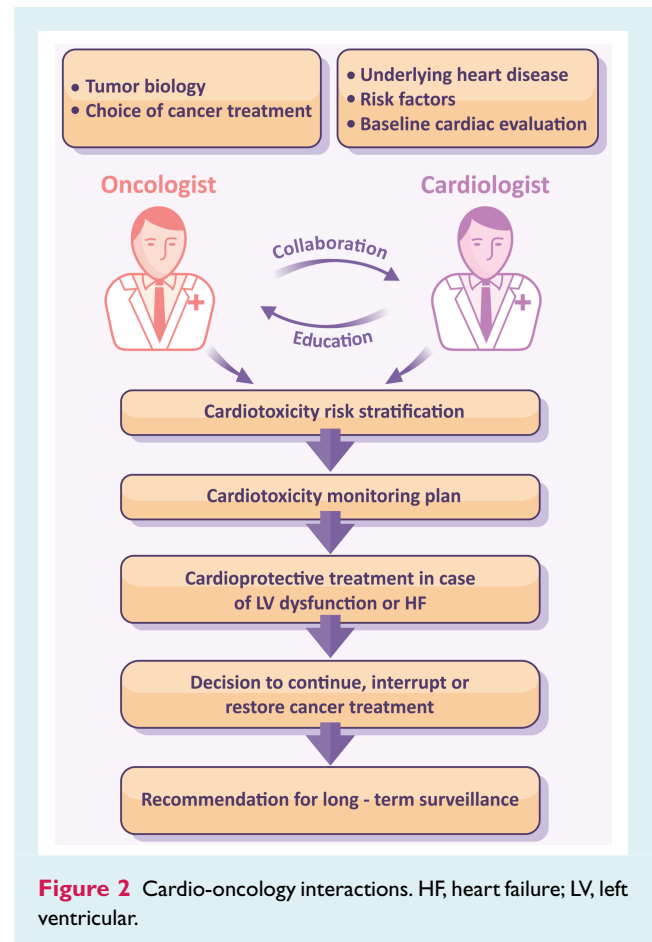 • Tumor biology
• Choice of cancer treatment
• Underlying heart disease
• Risk factors
• Baseline cardiac evaluation
Oncologist
Cardiologist
Collaboration
Education
Cardiotoxicity risk stratification
Cardiotoxicity monitoring plan
Cardioprotective treatment in case
of LV dysfunction or HF
Decision to continue, interrupt or
restore cancer treatment
Recommendation for long - term surveillance
Figure 2 Cardio-oncology interactions. HF, heart failure; LV, left
ventricular.